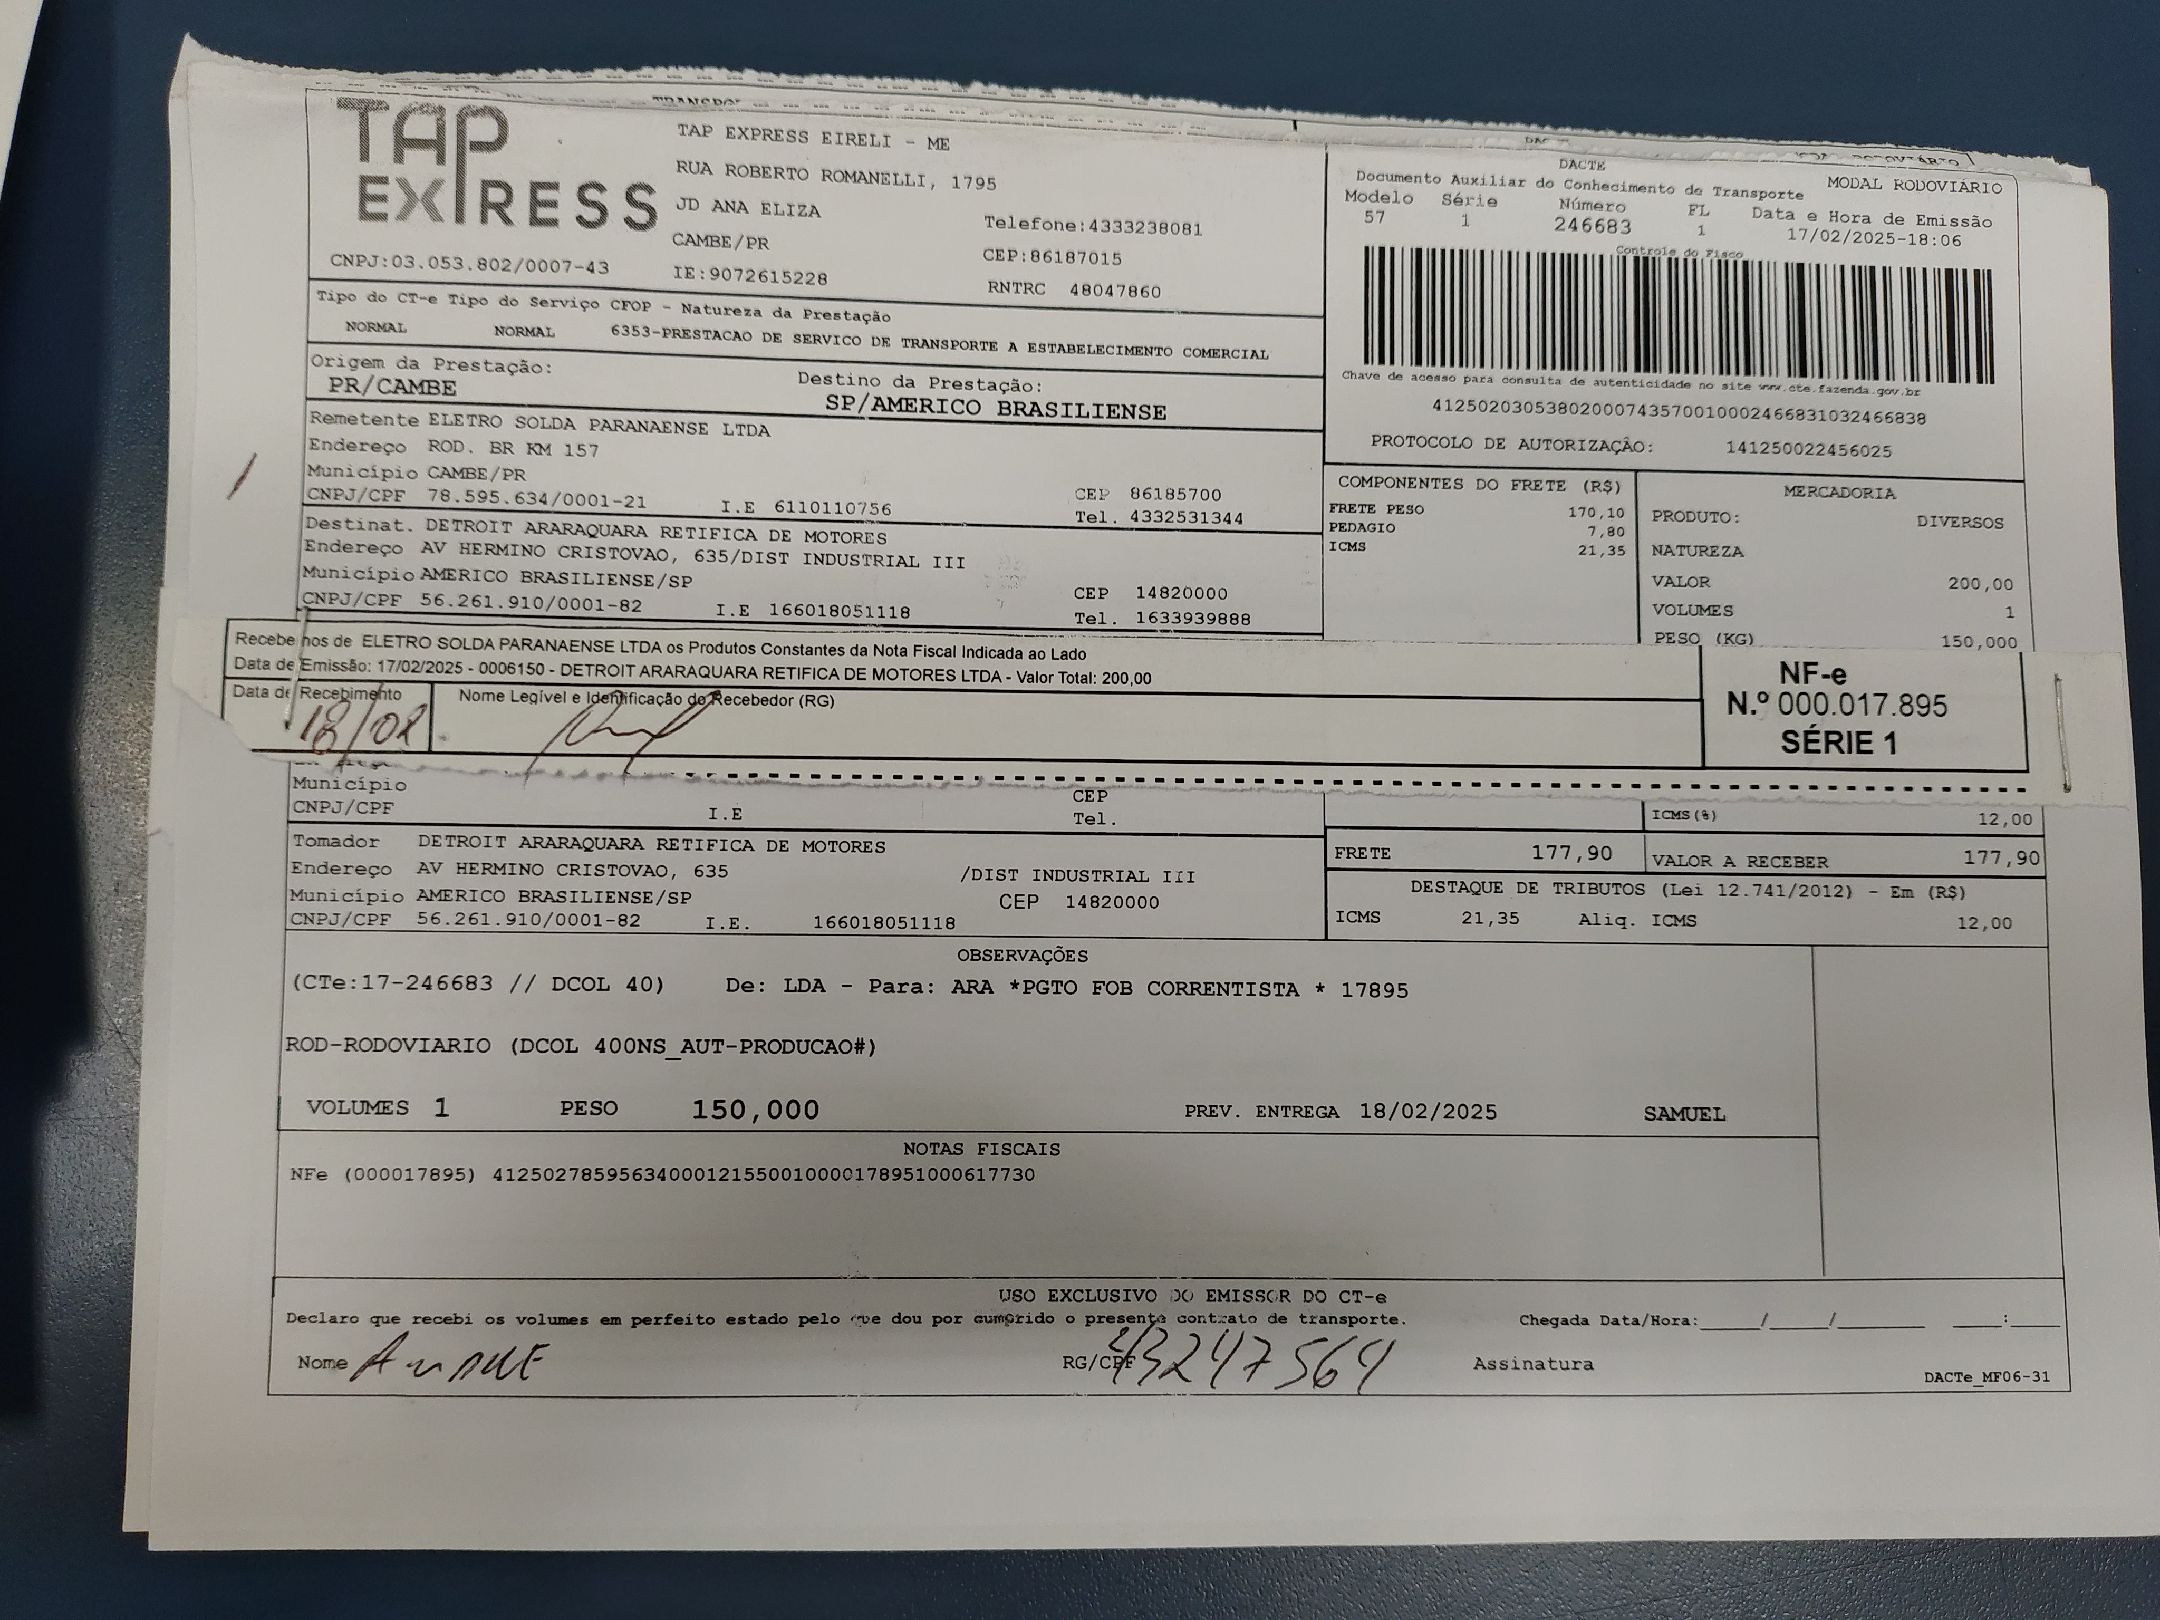 TAP EXPRESS
TAP EXPRESS EIRELI - ME
RUA ROBERTO ROMANELLI, 1795
JD ANA ELIZA
Telefone:4333238081
CAMBE/PR
CEP:86187015
CNPJ:03.053.802/0007-43
IE:9072615228
RNTRC 48047860
DACTE
Documento Auxiliar do Conhecimento de Transporte
MODAL RODOVIÁRIO
Modelo Série Número FL Data e Hora de Emissão
57 1 246683 1 17/02/2025-18:06
Controle do Fisco
Chave de acesso para consulta de autenticidade no site www.cte.fazenda.gov.br
41250203053802000743570010002466831032466838
PROTOCOLO DE AUTORIZAÇÃO: 141250022456025
Tipo do CT-e Tipo do Serviço CFOP - Natureza da Prestação
NORMAL NORMAL 6353-PRESTACAO DE SERVICO DE TRANSPORTE A ESTABELECIMENTO COMERCIAL
Origem da Prestação:
PR/CAMBE
Destino da Prestação:
SP/AMERICO BRASILIENSE
Remetente ELETRO SOLDA PARANAENSE LTDA
Endereço ROD. BR KM 157
Município CAMBE/PR
CEP 86185700
CNPJ/CPF 78.595.634/0001-21 I.E 6110110756 Tel. 4332531344
Destinat. DETROIT ARARAQUARA RETIFICA DE MOTORES
Endereço AV HERMINO CRISTOVAO, 635/DIST INDUSTRIAL III
Município AMERICO BRASILIENSE/SP CEP 14820000
CNPJ/CPF 56.261.910/0001-82 I.E 166018051118 Tel. 1633939888
COMPONENTES DO FRETE (R$)
FRETE PESO 170,10
PEDAGIO 7,80
ICMS 21,35
MERCADORIA
PRODUTO: DIVERSOS
NATUREZA
VALOR 200,00
VOLUMES 1
PESO (KG) 150,000
Recebemos de ELETRO SOLDA PARANAENSE LTDA os Produtos Constantes da Nota Fiscal Indicada ao Lado
Data de Emissão: 17/02/2025 - 0006150 - DETROIT ARARAQUARA RETIFICA DE MOTORES LTDA - Valor Total: 200,00
Data de Recebimento
Nome Legível e Identificação do Recebedor (RG)
18/02
NF-e
N.º 000.017.895
SÉRIE 1
Município CEP
CNPJ/CPF I.E Tel.
ICMS(%) 12,00
Tomador DETROIT ARARAQUARA RETIFICA DE MOTORES
Endereço AV HERMINO CRISTOVAO, 635 /DIST INDUSTRIAL III
Município AMERICO BRASILIENSE/SP CEP 14820000
CNPJ/CPF 56.261.910/0001-82 I.E. 166018051118
FRETE 177,90 VALOR A RECEBER 177,90
DESTAQUE DE TRIBUTOS (Lei 12.741/2012) - Em (R$)
ICMS 21,35 Aliq. ICMS 12,00
OBSERVAÇÕES
(CTe:17-246683 // DCOL 40) De: LDA - Para: ARA *PGTO FOB CORRENTISTA * 17895
ROD-RODOVIARIO (DCOL 400NS_AUT-PRODUCAO#)
VOLUMES 1 PESO 150,000 PREV. ENTREGA 18/02/2025 SAMUEL
NOTAS FISCAIS
NFe (000017895) 41250278595634000121550010000178951000617730
USO EXCLUSIVO DO EMISSOR DO CT-e
Declaro que recebi os volumes em perfeito estado pelo que dou por cumprido o presente contrato de transporte.
Chegada Data/Hora:_____/_____/________ ____:____
Nome
RG/CPF 43247564
Assinatura
DACTe_MF06-31